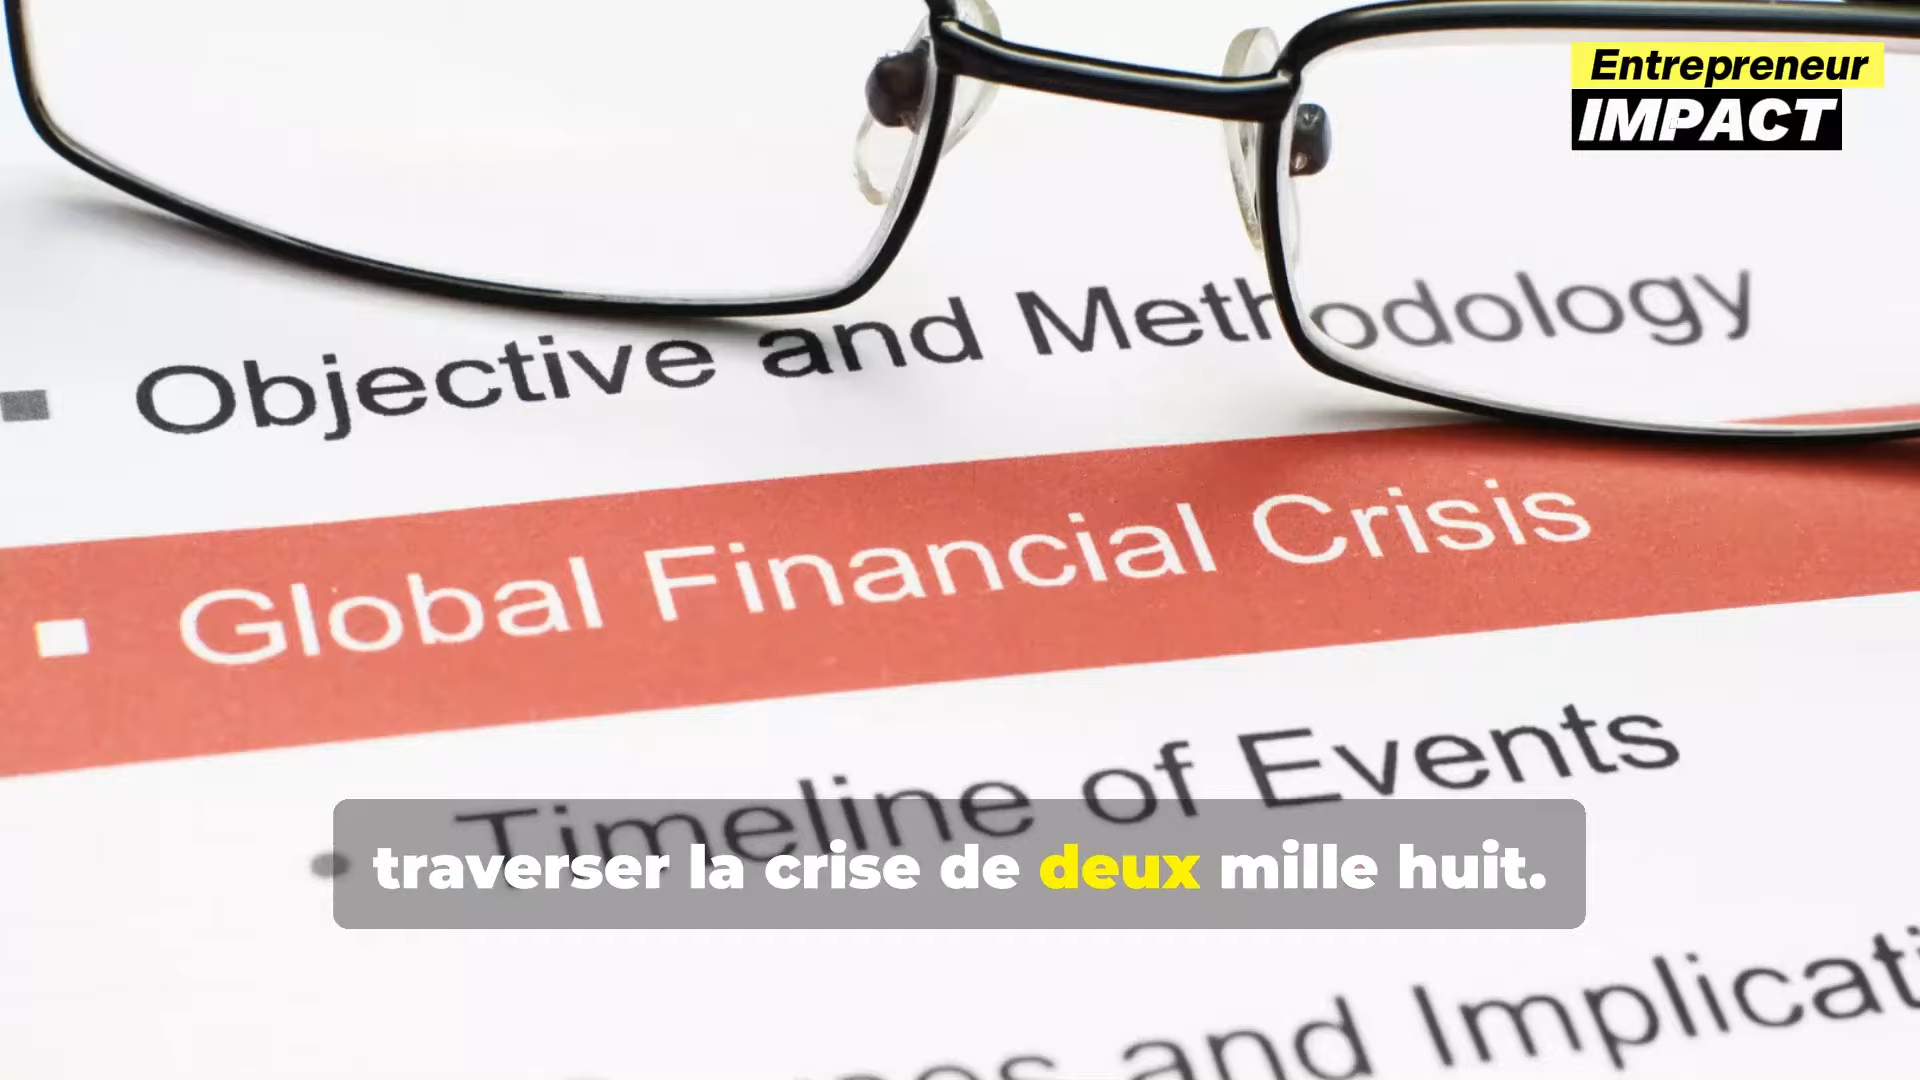 Entrepreneur
IMPACT
Objective and Methodology
Global Financial Crisis
Timeline of Events
traverser la crise de deux mille huit.
and